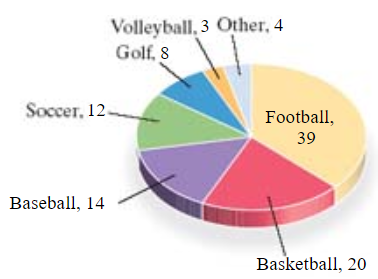 Volleyball, 3 Other, 4
Golf, 8
Soccer, 12
Football,
39
Baseball, 14
Basketball, 20